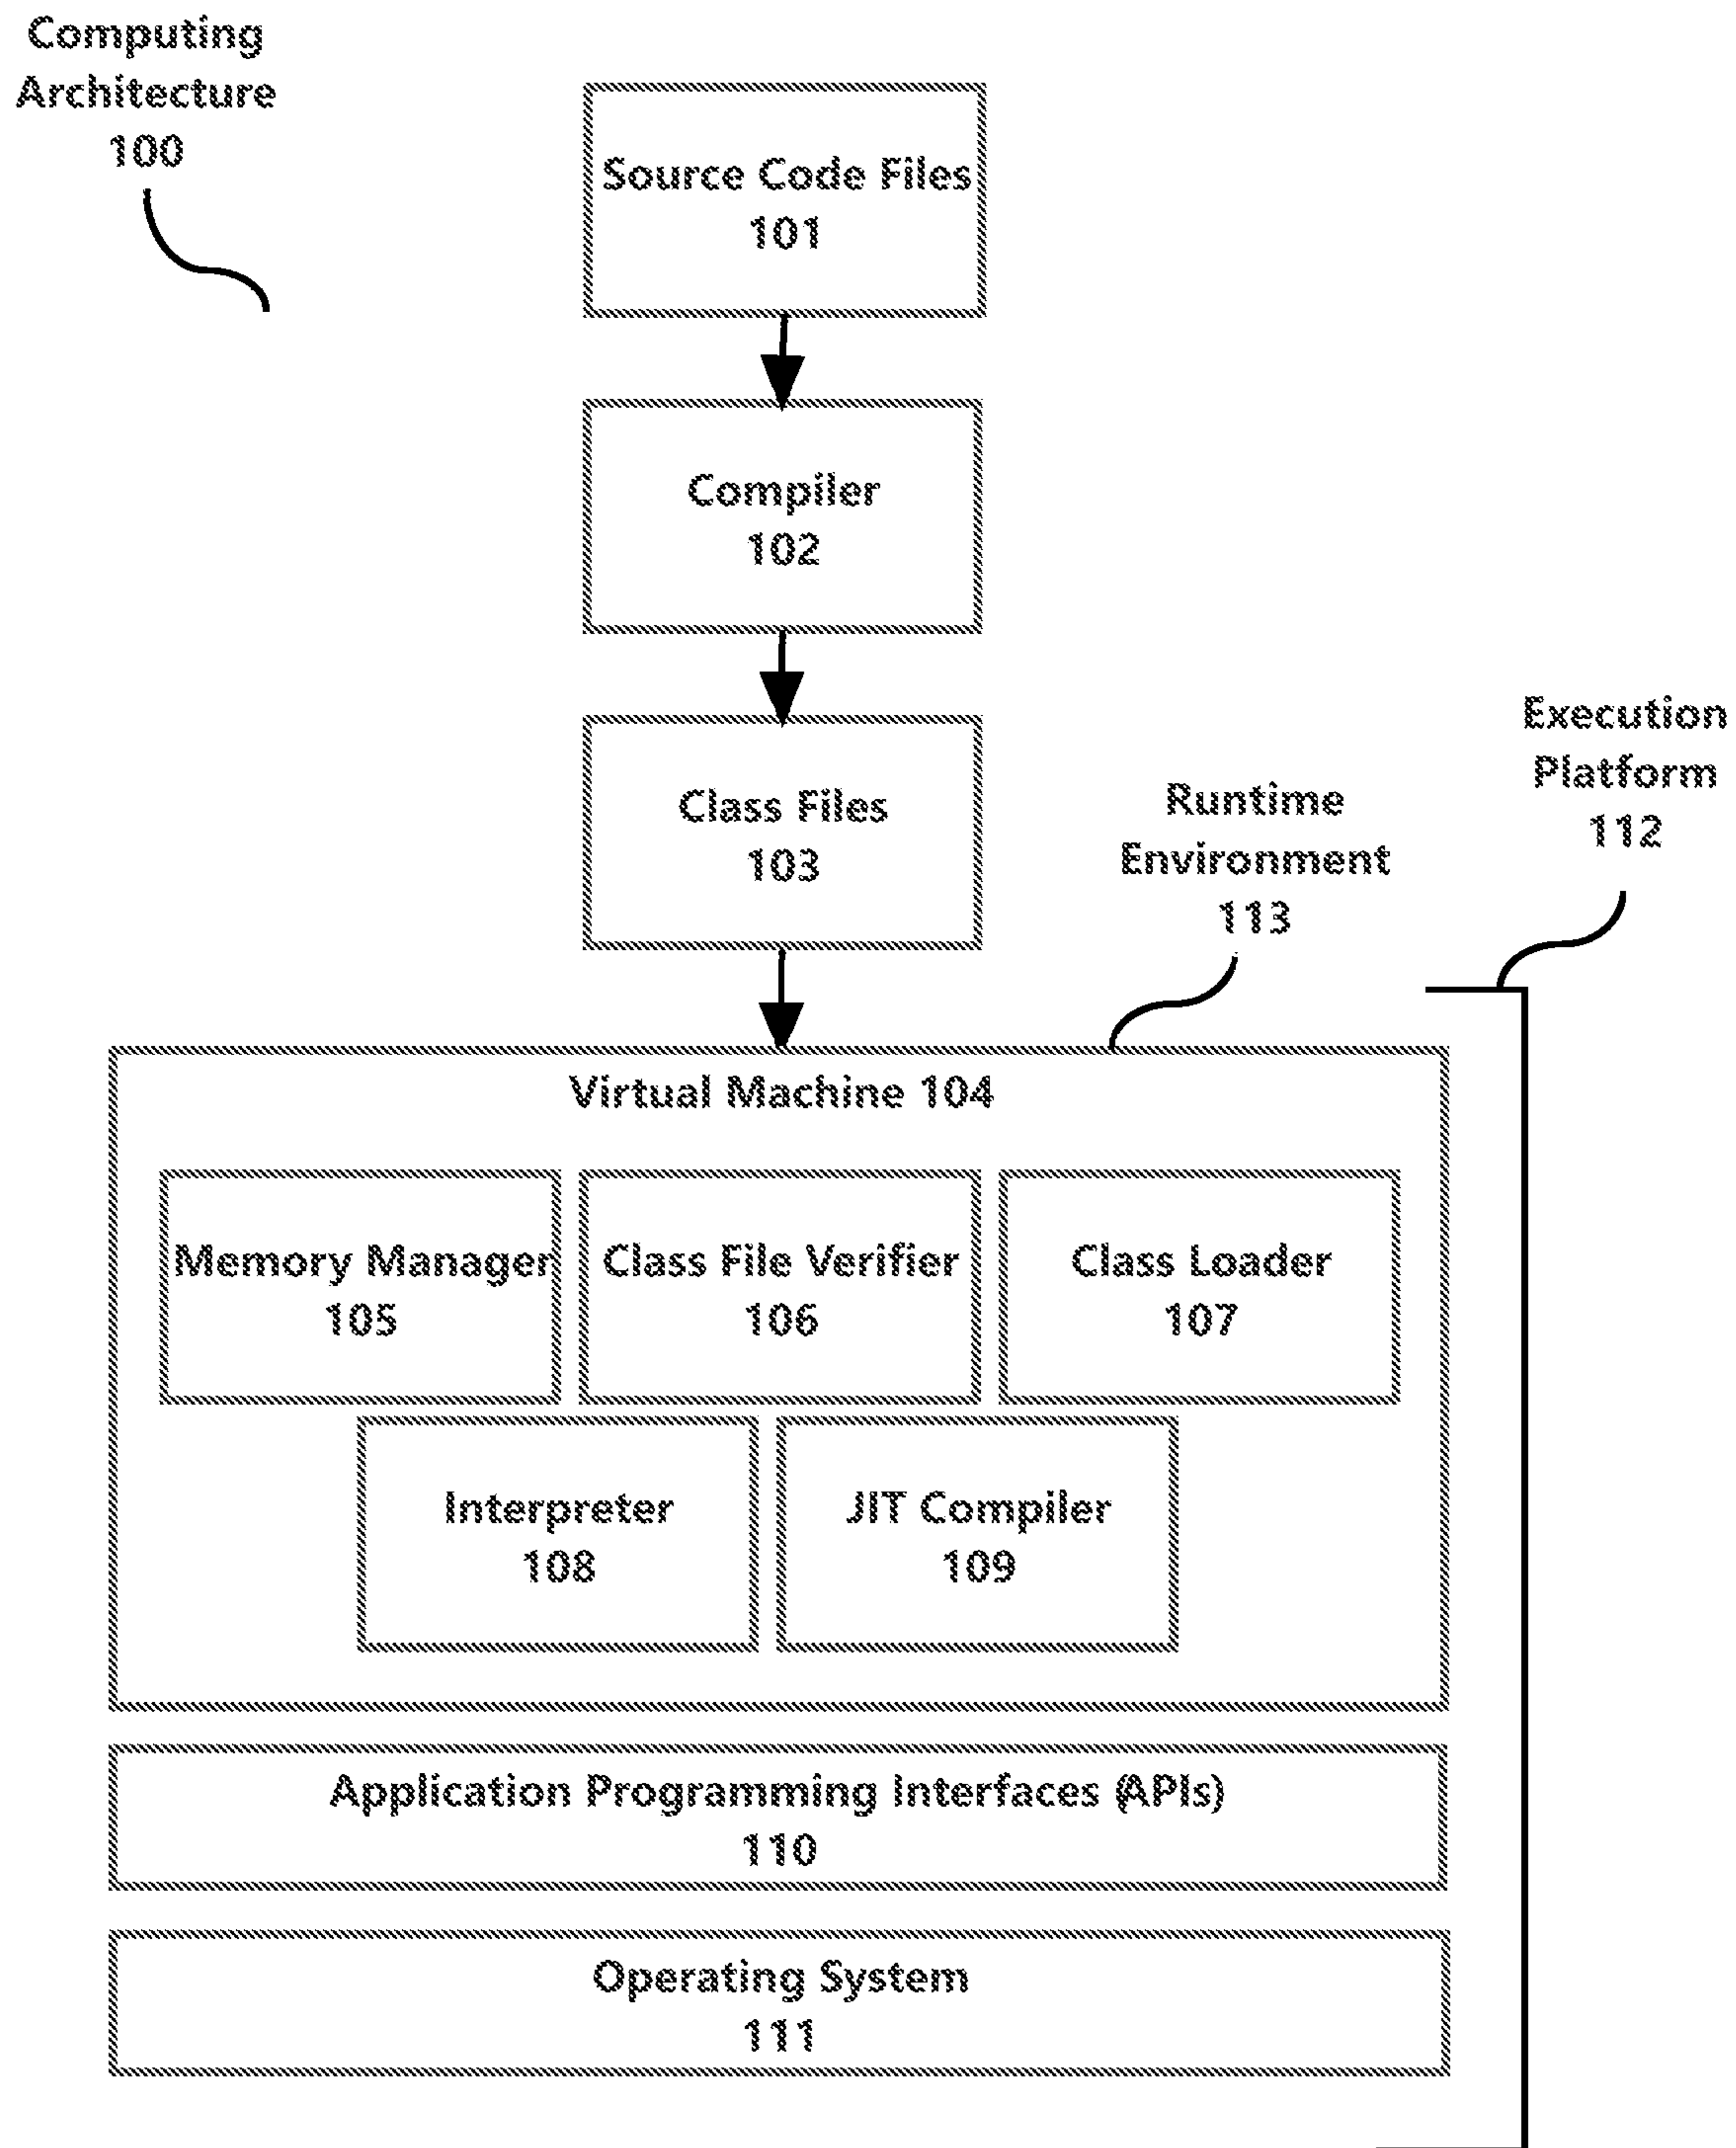 Computing
Architecture
100
Source Code Files
101
Compiler
102
Class Files
103
Execution
Platform
112
Runtime
Environment
113
Virtual Machine 104
Memory Manager
105
Class File Verifier
106
Class Loader
107
Interpreter
108
JIT Compiler
109
Application Programming Interfaces (APIs)
110
Operating System
111